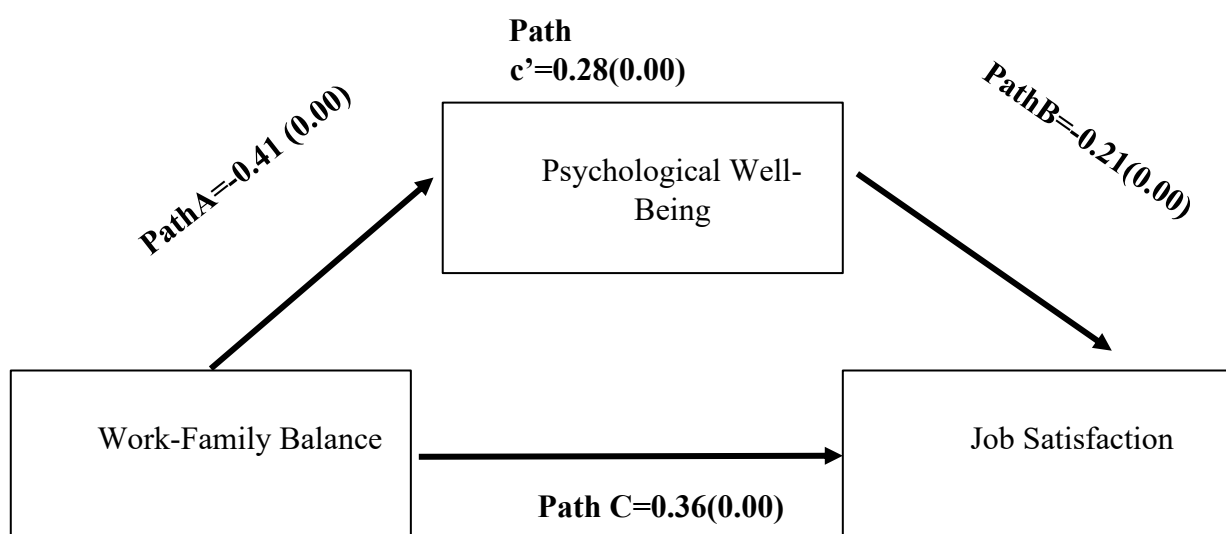 Path
c’=0.28(0.00)
PathA=-0.41 (0.00)
PathB=-0.21(0.00)
Psychological Well-
Being
Work-Family Balance
Job Satisfaction
Path C=0.36(0.00)